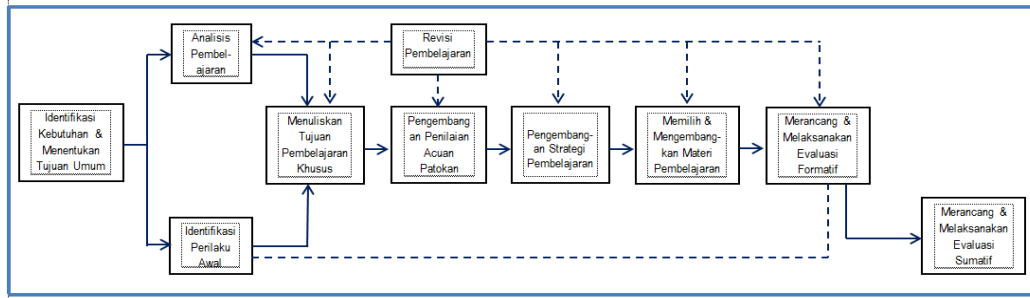 Analisis
Pembel-
ajaran
Revisi
Pembelajaran
Identifikasi
Kebutuhan &
Menentukan
Tujuan Umum
Menuliskan
Tujuan
Pembelajaran
Khusus
Pengembang
an Penilaian
Acuan
Patokan
Pengembang-
an Strategi
Pembelajaran
Memilih &
Mengembang-
kan Materi
Pembelajaran
Merancang &
Melaksanakan
Evaluasi
Formatif
Identifikasi
Perilaku
Awal
Merancang &
Melaksanakan
Evaluasi
Sumatif